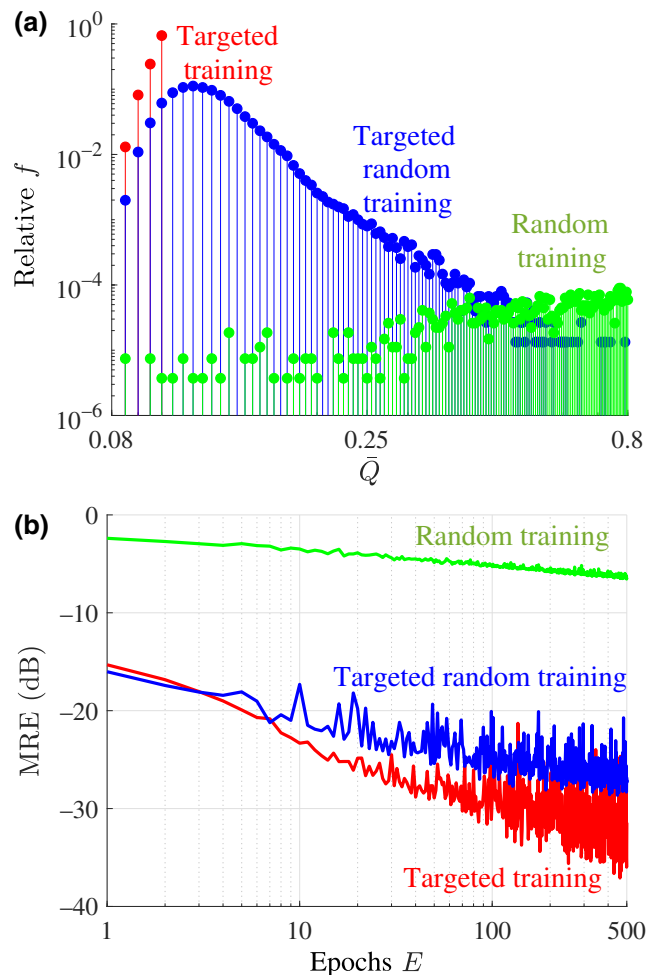 (a)
10^0
10^-2
10^-4
10^-6
Relative f
Targeted
training
Targeted
random
training
Random
training
0.08
0.25
0.8
Q̄
(b)
0
−10
−20
−30
−40
MRE (dB)
Random training
Targeted random training
Targeted training
1
10
100
500
Epochs E